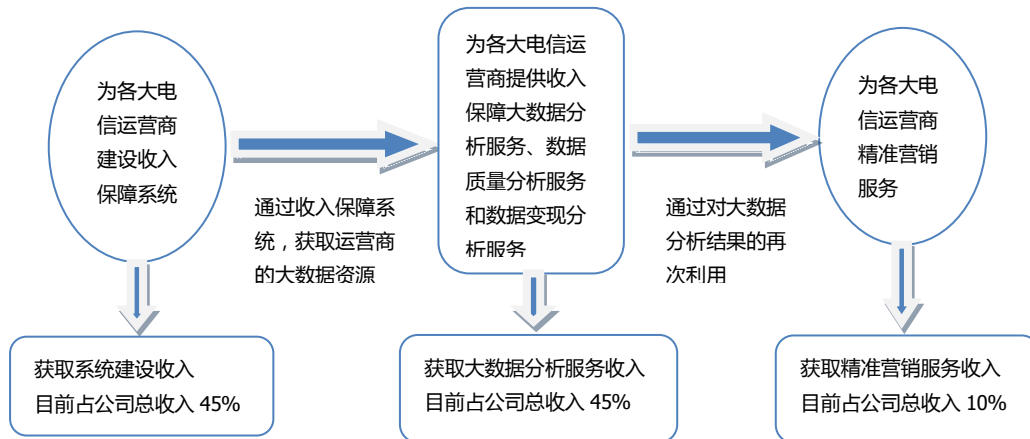 为各大电
信运营商
建设收入
保障系统
通过收入保障系
统，获取运营商
的大数据资源
为各大电信运
营商提供收入
保障大数据分
析服务、数据
质量分析服务
和数据变现分
析服务
通过对大数据
分析结果的再
次利用
为各大电
信运营商
精准营销
服务
获取系统建设收入
目前占公司总收入 45%
获取大数据分析服务收入
目前占公司总收入 45%
获取精准营销服务收入
目前占公司总收入 10%